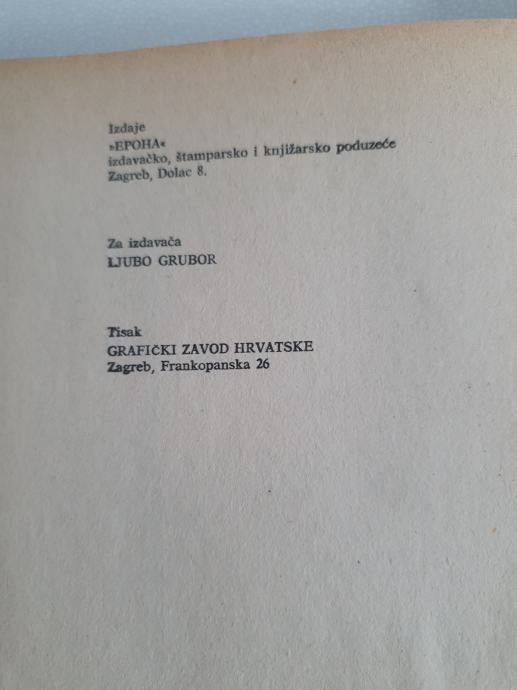 Izdaje
»EPOHA«
izdavačko, štamparsko i knjižarsko poduzeće
Zagreb, Dolac 8.
Za izdavača
LJUBO GRUBOR
Tisak
GRAFIČKI ZAVOD HRVATSKE
Zagreb, Frankopanska 26